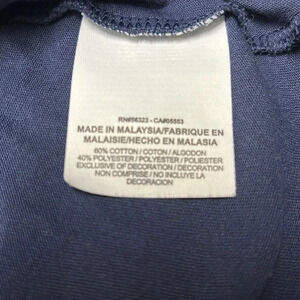 RN#56323 - CA#05553
MADE IN MALAYSIA/FABRIQUE EN
MALAISIE/HECHO EN MALASIA
60% COTTON / COTON / ALGODON
40% POLYESTER / POLYESTER / POLIESTER
EXCLUSIVE OF DECORATION / DECORATION
NON COMPRISE / NO INCLUYE LA
DECORACION